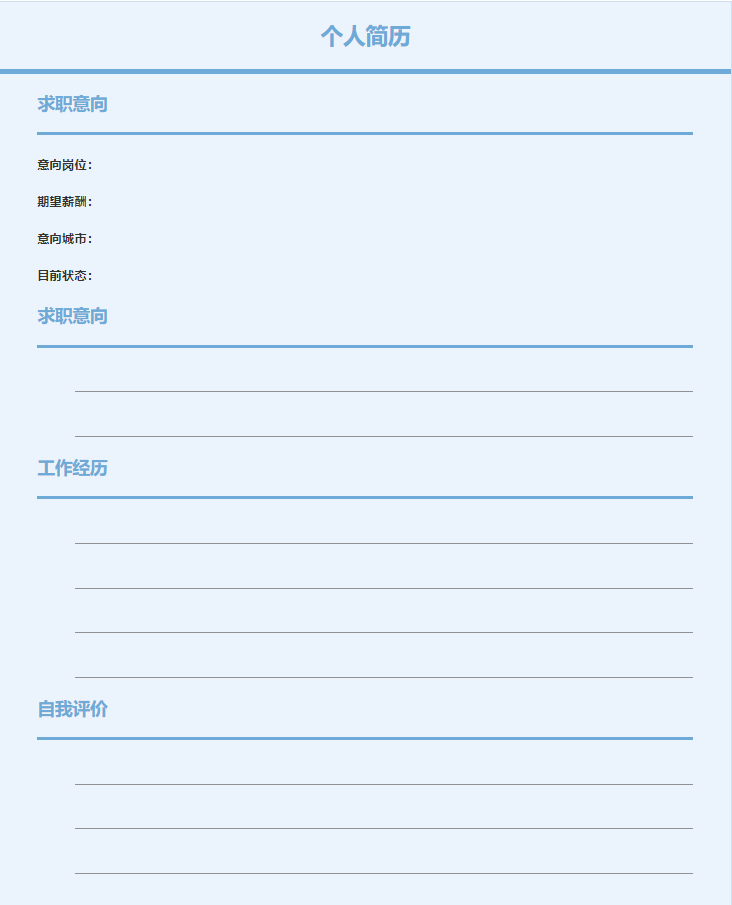 个人简历
求职意向
意向岗位：
期望薪酬：
意向城市：
目前状态：
求职意向
工作经历
自我评价